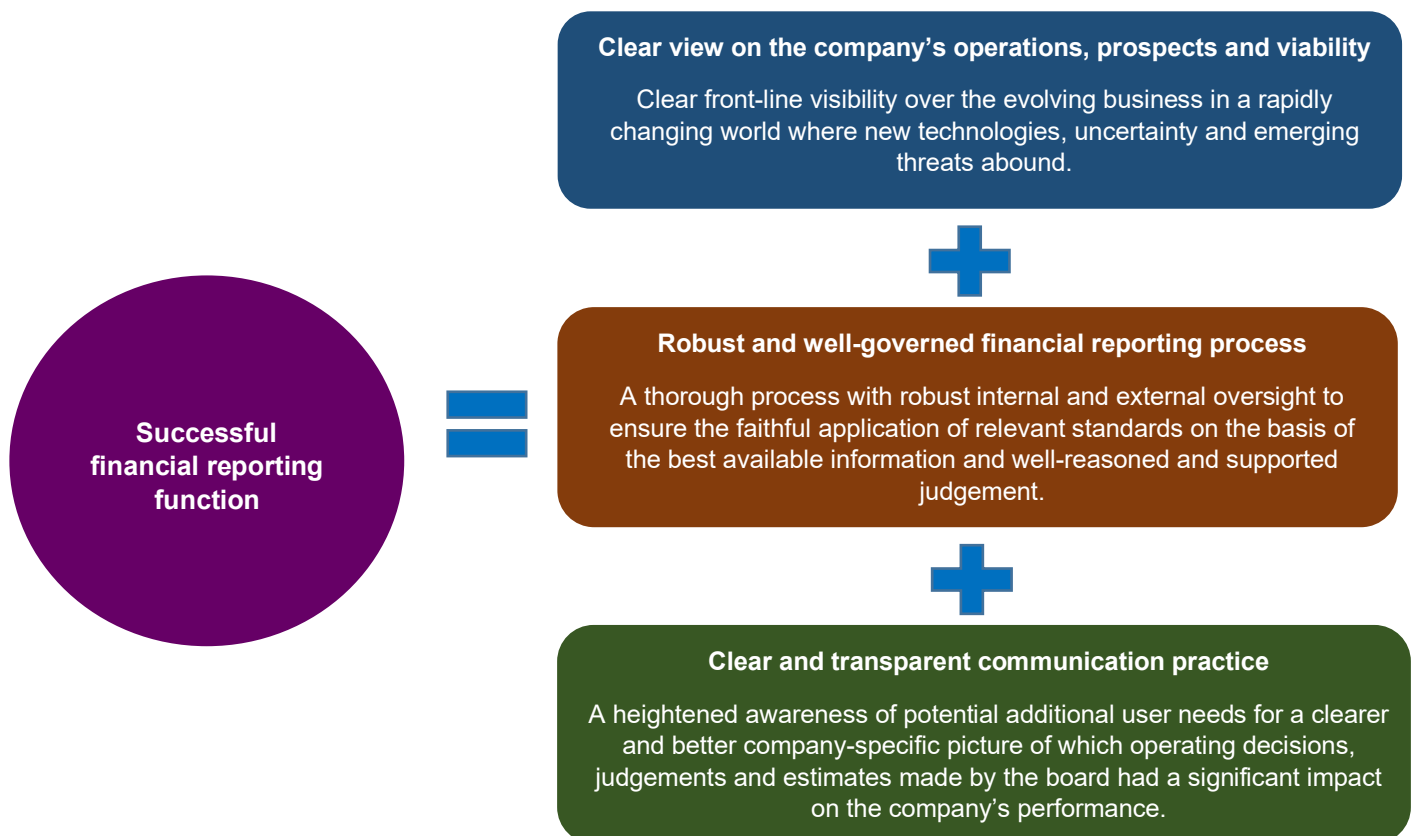 Successful
financial reporting
function
Clear view on the company’s operations, prospects and viability
Clear front-line visibility over the evolving business in a rapidly
changing world where new technologies, uncertainty and emerging
threats abound.
Robust and well-governed financial reporting process
A thorough process with robust internal and external oversight to
ensure the faithful application of relevant standards on the basis of
the best available information and well-reasoned and supported
judgement.
Clear and transparent communication practice
A heightened awareness of potential additional user needs for a clearer
and better company-specific picture of which operating decisions,
judgements and estimates made by the board had a significant impact
on the company’s performance.